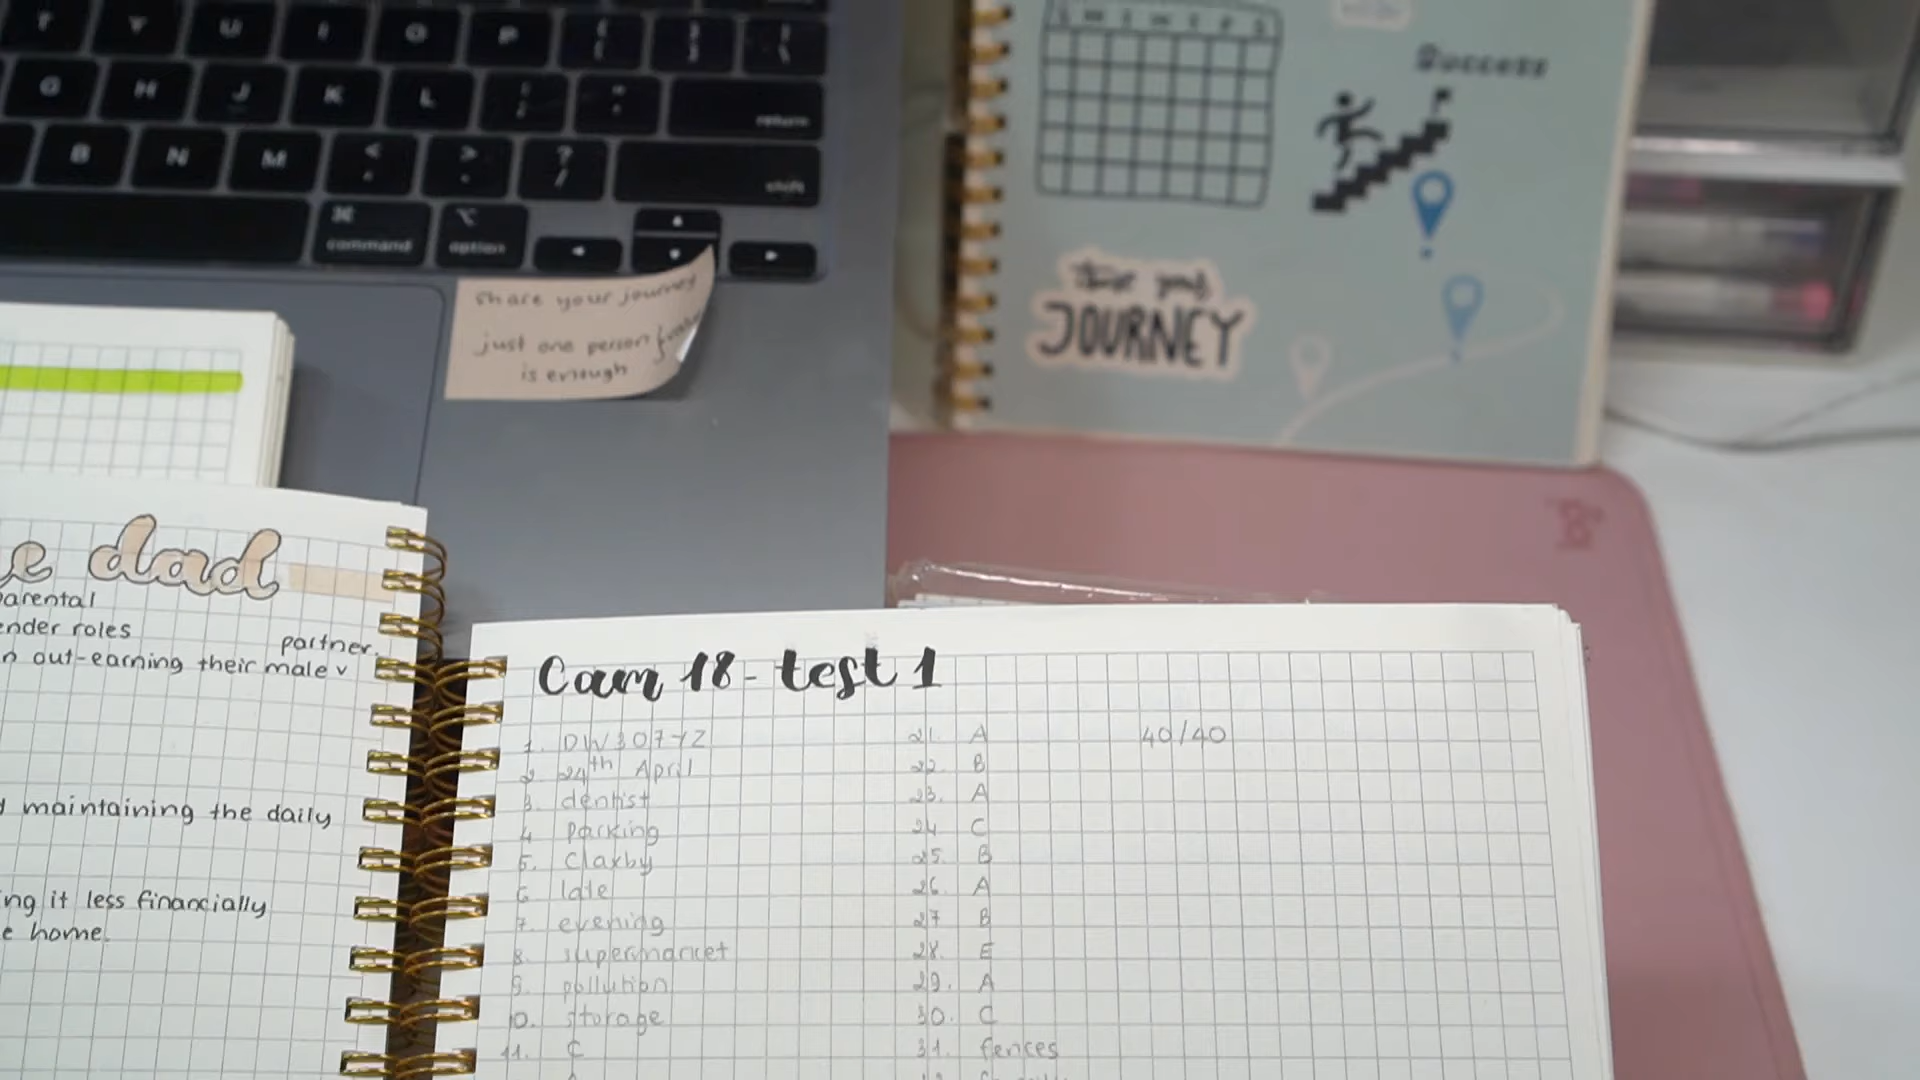 T Y U I O P { [ } ] | \
G H J K L : ; " ' return
B N M < , > . ? / shift
⌘ command ⌥ option
share your journey
just one person
is enough
S M T W T F S
Success
your
JOURNEY
e dad
arental
ender roles
partner.
n out-earning their male v
maintaining the daily
ing it less financially
e home.
Cam 18 - test 1
40/40
1. DW307YZ
2. 24th April
3. dentist
4. parking
5. Claxby
6. late
7. evening
8. supermarket
9. pollution
10. storage
11. C
21. A
22. B
23. A
24 C
25. B
26. A
27 B
28. E
29. A
30. C
31. fences